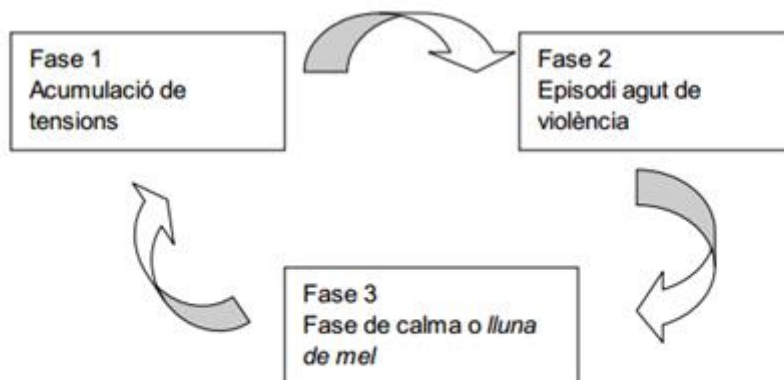 Fase 1
Acumulació de
tensions
Fase 2
Episodi agut de
violència
Fase 3
Fase de calma o lluna
de mel